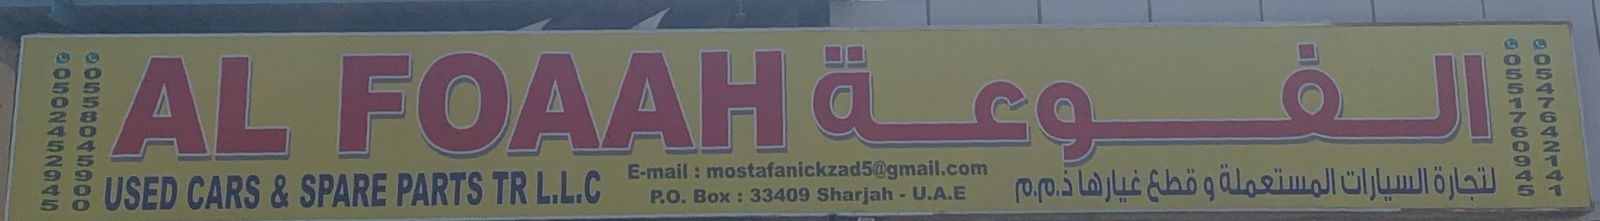 0502452945
0558045900
AL FOAAH
USED CARS & SPARE PARTS TR L.L.C
E-mail : mostafanickzad5@gmail.com
P.O. Box : 33409 Sharjah - U.A.E
الفوعة
لتجارة السيارات المستعملة و قطع غيارها ذ.م.م
0551760945
0547642141